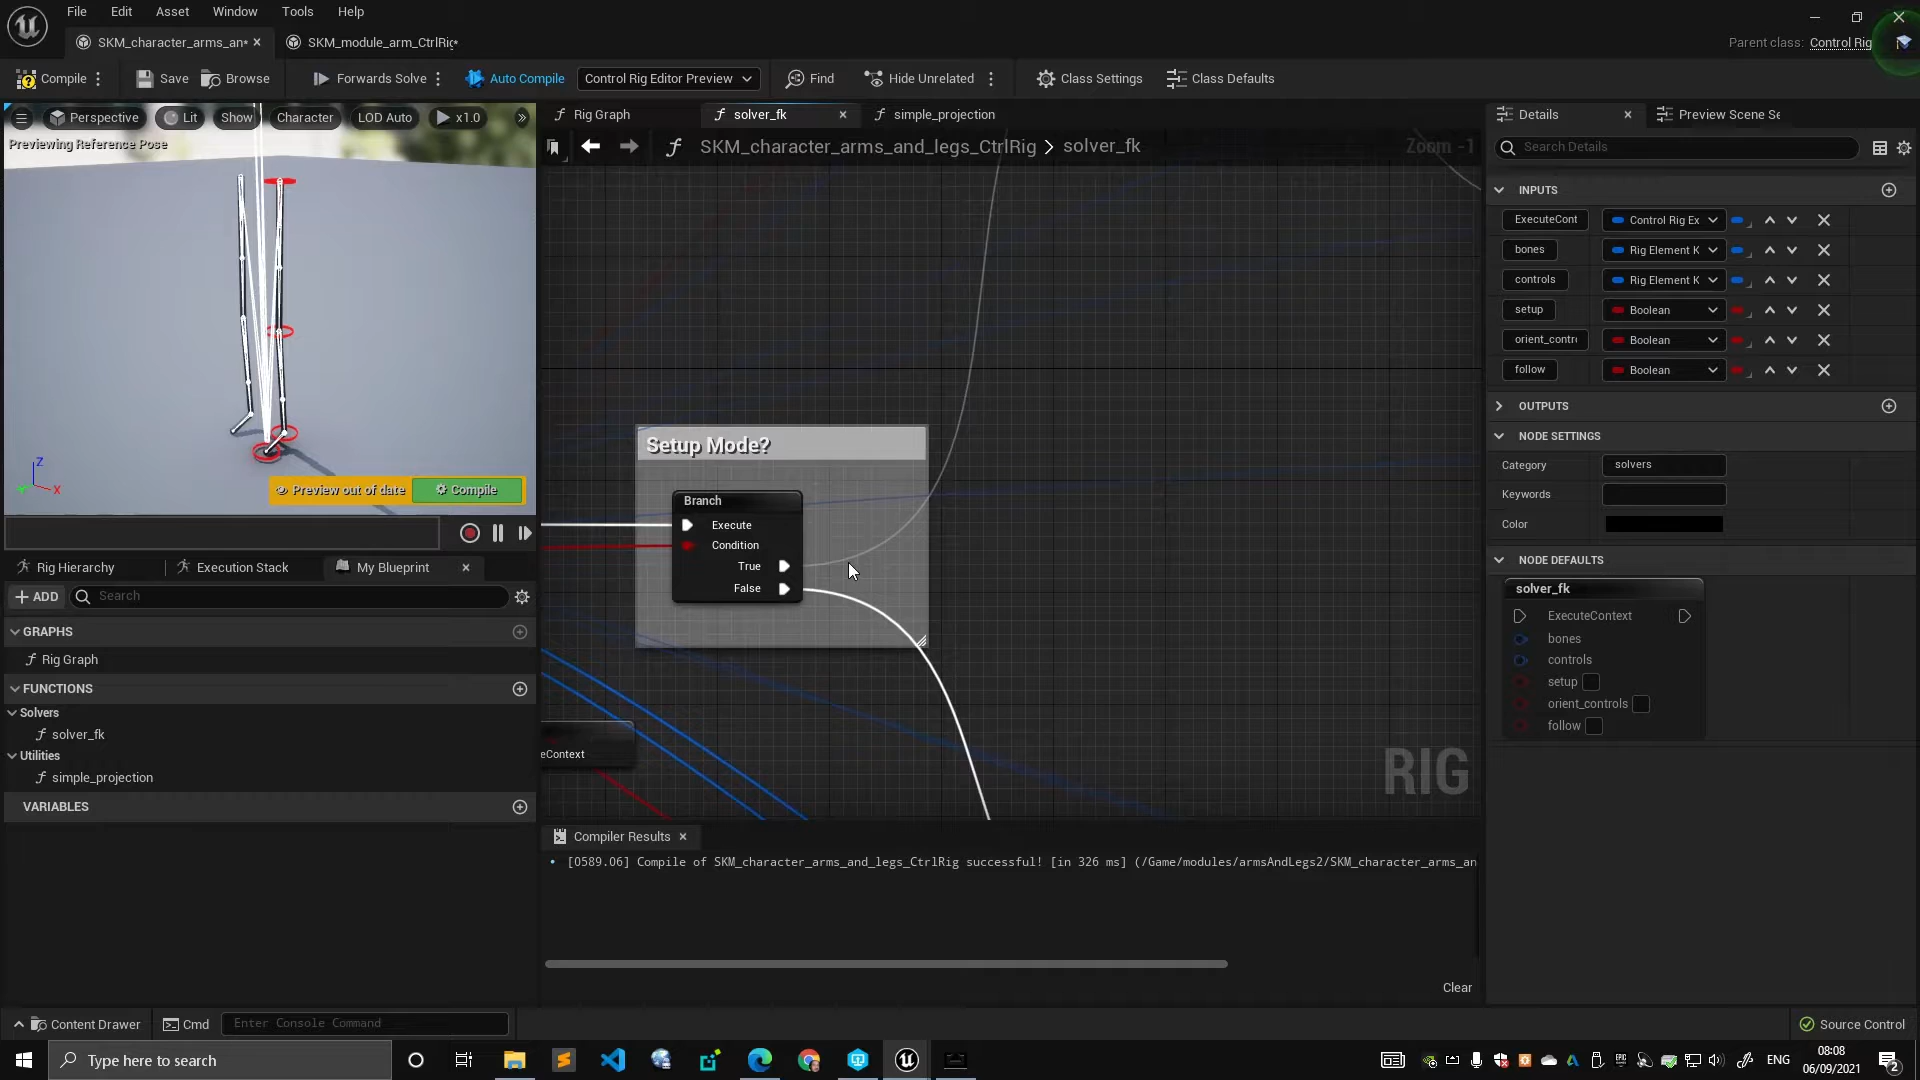 File Edit Asset Window Tools Help
SKM_character_arms_an* SKM_module_arm_CtrlRig*
Parent class: Control Rig
Compile Save Browse Forwards Solve Auto Compile Control Rig Editor Preview Find Hide Unrelated Class Settings Class Defaults
Perspective Lit Show Character LOD Auto x1.0
Previewing Reference Pose
Z
X
Preview out of date Compile
Rig Hierarchy Execution Stack My Blueprint
ADD Search
GRAPHS
Rig Graph
FUNCTIONS
Solvers
solver_fk
Utilities
simple_projection
VARIABLES
Rig Graph solver_fk simple_projection
SKM_character_arms_and_legs_CtrlRig > solver_fk
Zoom -1
Setup Mode?
Branch
Execute
Condition
True
False
eContext
RIG
Compiler Results
• [0589.06] Compile of SKM_character_arms_and_legs_CtrlRig successful! [in 326 ms] (/Game/modules/armsAndLegs2/SKM_character_arms_an
Clear
Details Preview Scene Se
Search Details
INPUTS
ExecuteCont Control Rig Ex
bones Rig Element K
controls Rig Element K
setup Boolean
orient_contr Boolean
follow Boolean
OUTPUTS
NODE SETTINGS
Category solvers
Keywords
Color
NODE DEFAULTS
solver_fk
ExecuteContext
bones
controls
setup
orient_controls
follow
Content Drawer Cmd Enter Console Command
Source Control
Type here to search
ENG
08:08
06/09/2021
2